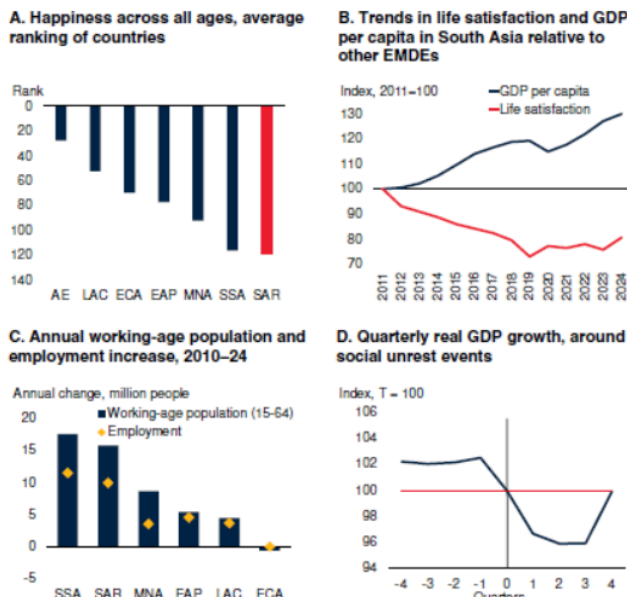 A. Happiness across all ages, average
ranking of countries
Rank
0
20
40
60
80
100
120
140
AE LAC ECA EAP MNA SSA SAR
B. Trends in life satisfaction and GDP
per capita in South Asia relative to
other EMDEs
Index, 2011=100
GDP per capita
Life satisfaction
130
120
110
100
90
80
70
2011 2012 2013 2014 2015 2016 2017 2018 2019 2020 2021 2022 2023 2024
C. Annual working-age population and
employment increase, 2010–24
Annual change, million people
Working-age population (15-64)
Employment
20
15
10
5
0
-5
SSA SAR MNA EAP LAC ECA
D. Quarterly real GDP growth, around
social unrest events
Index, T = 100
106
104
102
100
98
96
94
-4 -3 -2 -1 0 1 2 3 4
Quarters